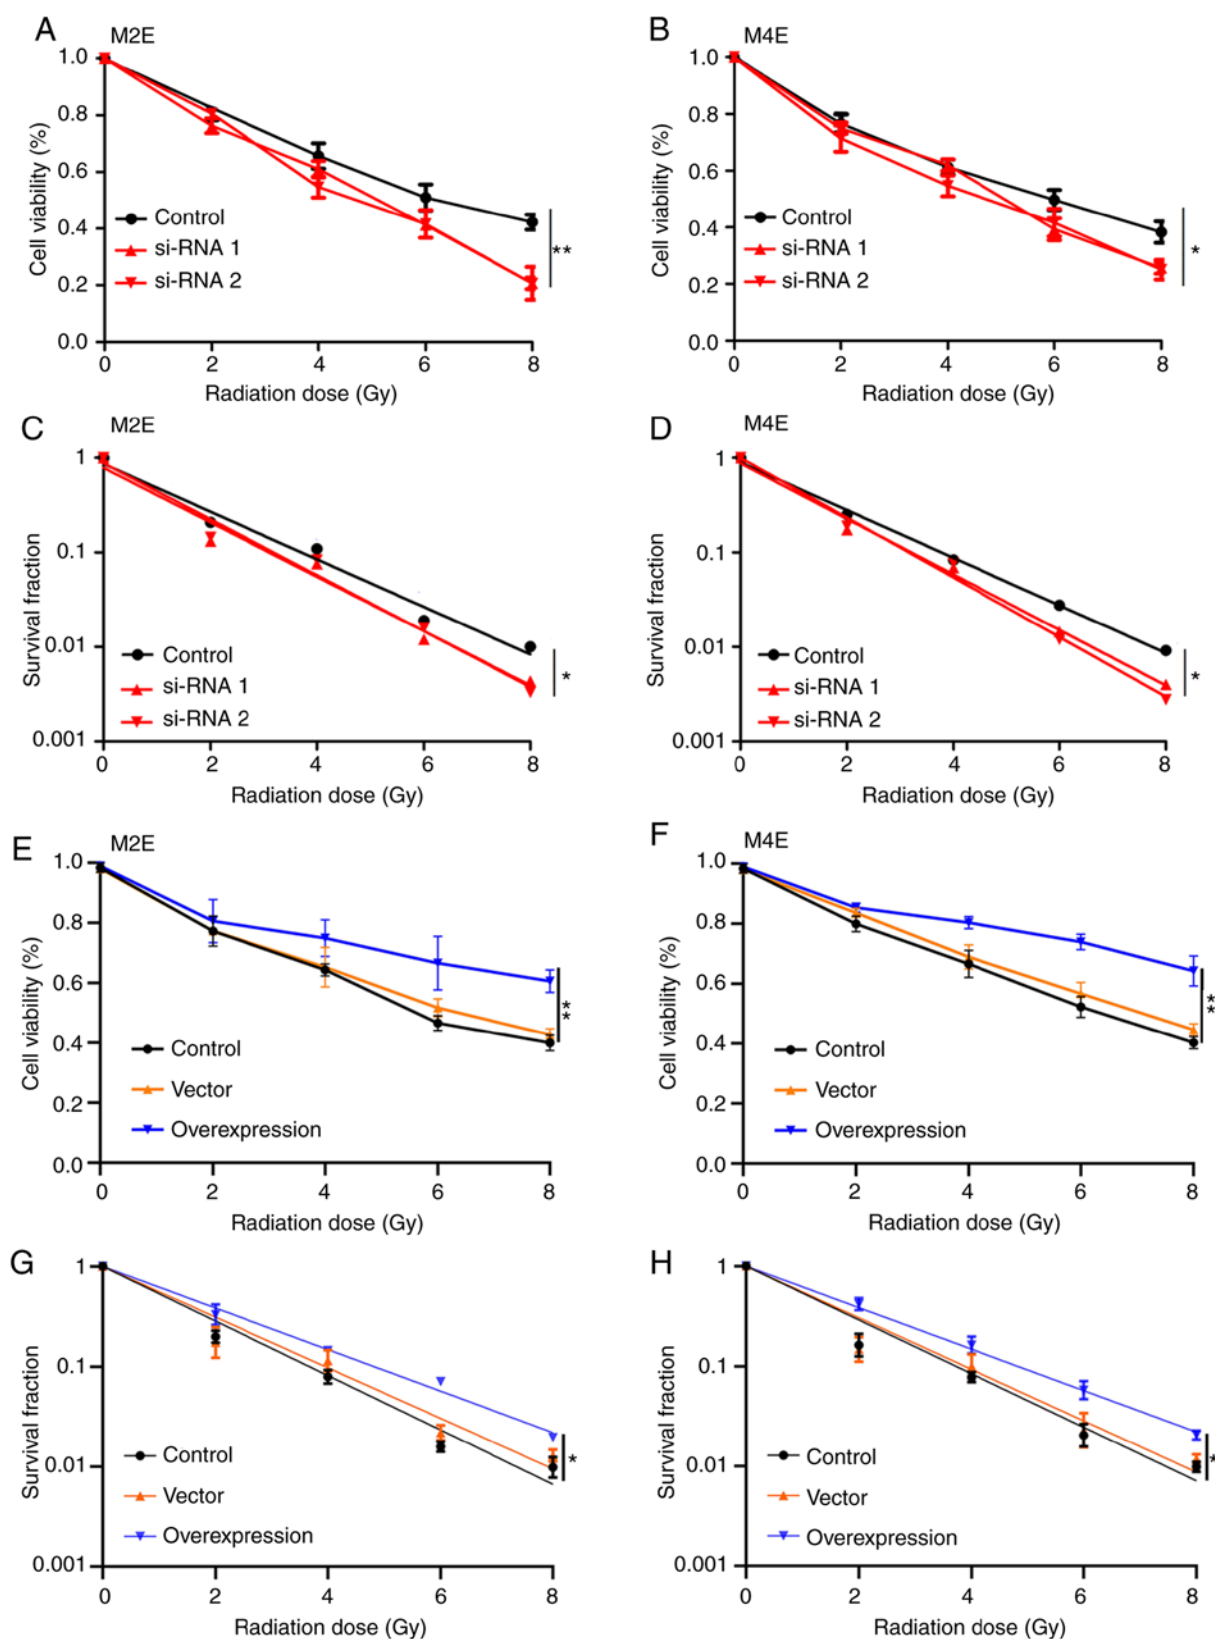 A
M2E
1.0
0.8
0.6
0.4
0.2
0.0
Cell viability (%)
Control
si-RNA 1
si-RNA 2
**
0 2 4 6 8
Radiation dose (Gy)
B
M4E
1.0
0.8
0.6
0.4
0.2
0.0
Cell viability (%)
Control
si-RNA 1
si-RNA 2
*
0 2 4 6 8
Radiation dose (Gy)
C
M2E
1
0.1
0.01
0.001
Survival fraction
Control
si-RNA 1
si-RNA 2
*
0 2 4 6 8
Radiation dose (Gy)
D
M4E
1
0.1
0.01
0.001
Survival fraction
Control
si-RNA 1
si-RNA 2
*
0 2 4 6 8
Radiation dose (Gy)
E
M2E
1.0
0.8
0.6
0.4
0.2
0.0
Cell viability (%)
Control
Vector
Overexpression
**
0 2 4 6 8
Radiation dose (Gy)
F
M4E
1.0
0.8
0.6
0.4
0.2
0.0
Cell viability (%)
Control
Vector
Overexpression
**
0 2 4 6 8
Radiation dose (Gy)
G
1
0.1
0.01
0.001
Survival fraction
Control
Vector
Overexpression
*
0 2 4 6 8
Radiation dose (Gy)
H
1
0.1
0.01
0.001
Survival fraction
Control
Vector
Overexpression
*
0 2 4 6 8
Radiation dose (Gy)